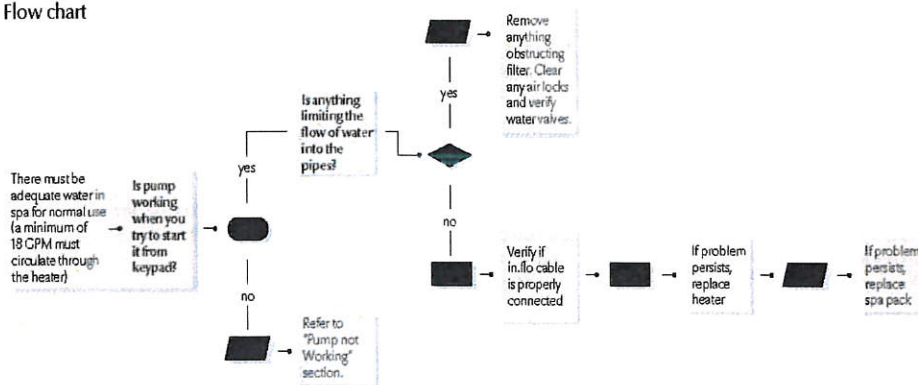 Flow chart
There must be
adequate water in
spa for normal use
(a minimum of
18 GPM must
circulate through
the heater)
Is pump
working
when you
try to start
it from
keypad?
yes
no
Refer to
"Pump not
Working"
section.
Is anything
limiting the
flow of water
into the
pipes?
yes
Remove
anything
obstructing
filter. Clear
any air locks
and verify
water valves.
no
Verify if
in.flo cable
is properly
connected
If problem
persists,
replace
heater
If problem
persists,
replace
spa pack